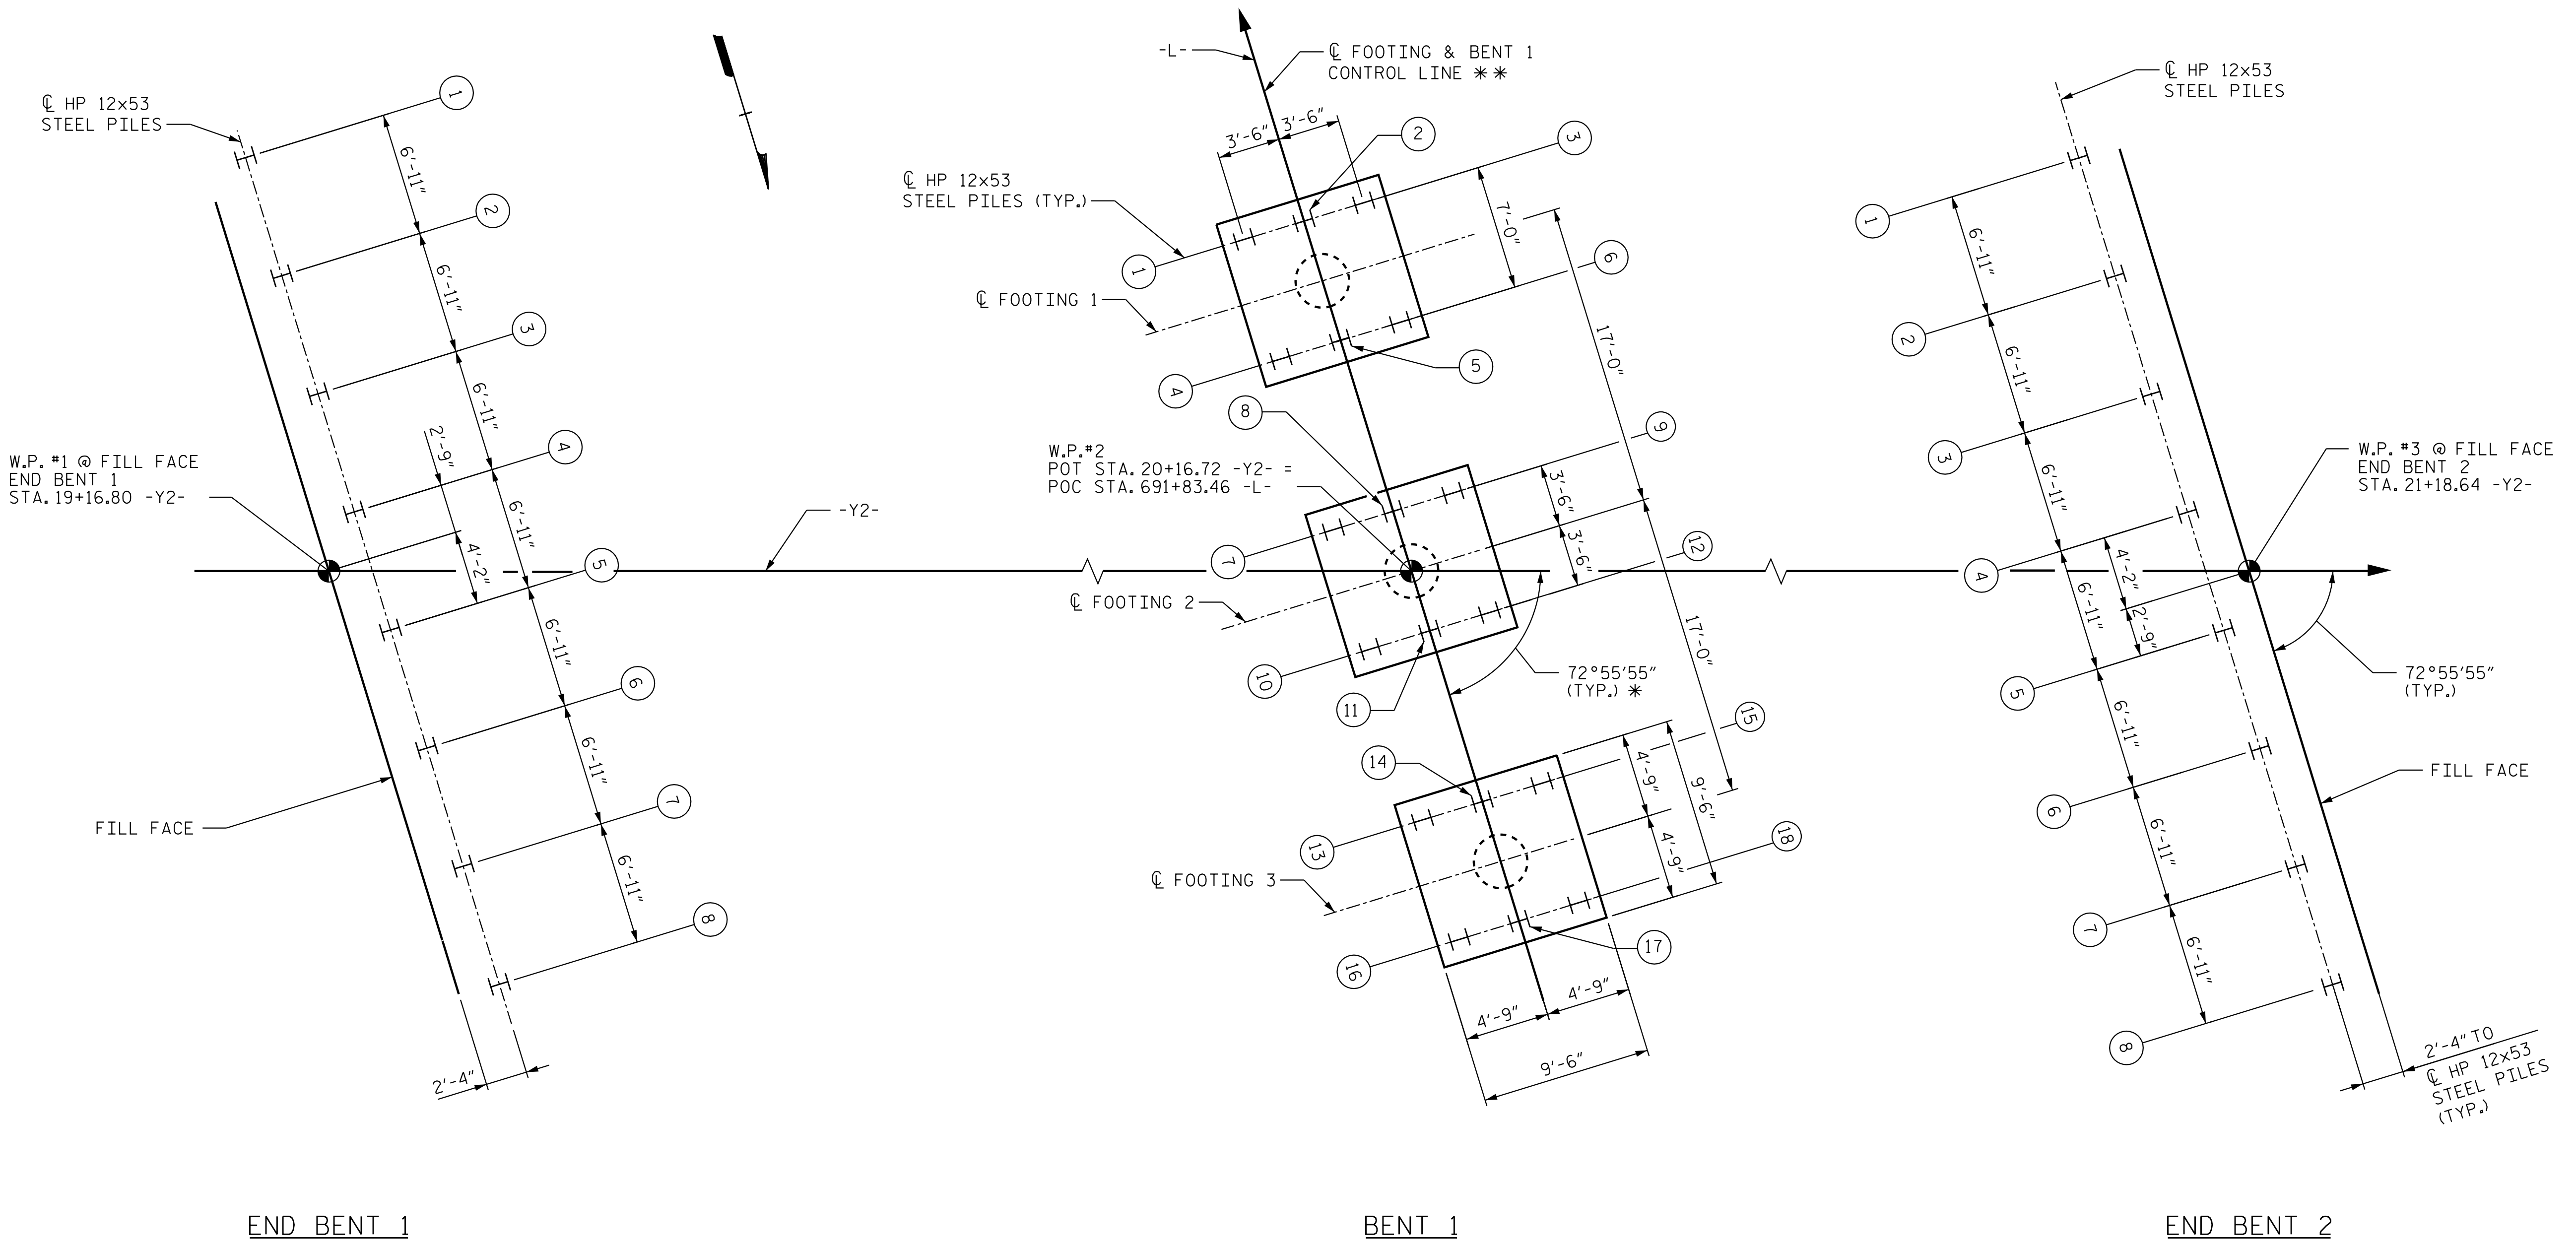 ℄ HP 12x53
STEEL PILES
1
6'-11"
2
6'-11"
3
6'-11"
2'-9"
4
6'-11"
W.P. #1 @ FILL FACE
END BENT 1
STA. 19+16.80 -Y2-
4'-2"
5
6'-11"
6
6'-11"
7
6'-11"
8
FILL FACE
2'-4"
END BENT 1
-Y2-
-L-
℄ FOOTING & BENT 1
CONTROL LINE **
3'-6"
3'-6"
2
3
℄ HP 12x53
STEEL PILES (TYP.)
1
7'-0"
6
℄ FOOTING 1
4
5
17'-0"
8
9
W.P.#2
POT STA. 20+16.72 -Y2- =
POC STA. 691+83.46 -L-
3'-6"
3'-6"
7
12
℄ FOOTING 2
10
11
72°55'55"
(TYP.) *
17'-0"
14
15
4'-9"
9'-6"
4'-9"
13
18
℄ FOOTING 3
16
17
4'-9"
4'-9"
9'-6"
BENT 1
℄ HP 12x53
STEEL PILES
1
6'-11"
2
6'-11"
3
6'-11"
W.P. #3 @ FILL FACE
END BENT 2
STA. 21+18.64 -Y2-
4
4'-2"
6'-11"
2'-9"
5
72°55'55"
(TYP.)
6'-11"
6
FILL FACE
6'-11"
7
6'-11"
8
2'-4" TO
℄ HP 12x53
STEEL PILES
(TYP.)
END BENT 2